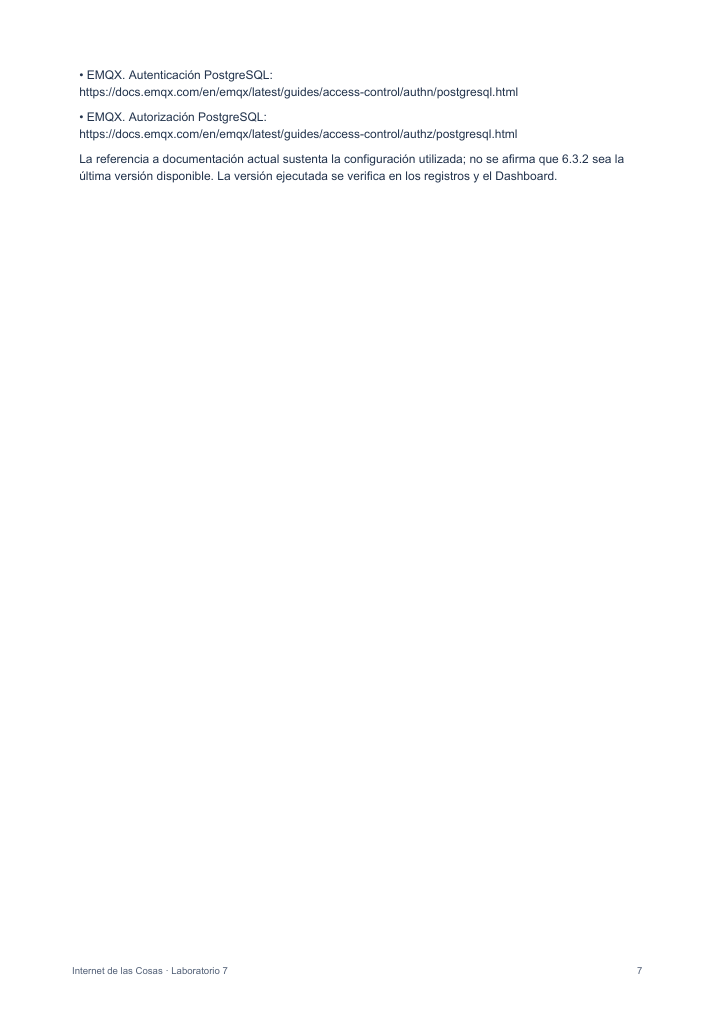 • EMQX. Autenticación PostgreSQL:
https://docs.emqx.com/en/emqx/latest/guides/access-control/authn/postgresql.html
• EMQX. Autorización PostgreSQL:
https://docs.emqx.com/en/emqx/latest/guides/access-control/authz/postgresql.html
La referencia a documentación actual sustenta la configuración utilizada; no se afirma que 6.3.2 sea la
última versión disponible. La versión ejecutada se verifica en los registros y el Dashboard.
Internet de las Cosas · Laboratorio 7
7